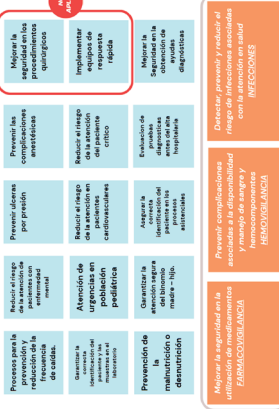 Procesos para la
prevención y
reducción de la
frecuencia
de caídas.
Reducir el riesgo
de la atención de
pacientes con
enfermedad
mental
Prevenir ulceras
por presión
Prevenir las
complicaciones
anestésicas
Mejorar la
seguridad en los
procedimientos
quirúrgicos
Garantizar la
correcta
identificación del
paciente y las
muestras en el
laboratorio
Atención de
urgencias en
población
pediátrica
Reducir el riesgo
de la atención en
pacientes
cardiovasculares
Reducir el riesgo
de la atención
del paciente
crítico
Implementar
equipos de
respuesta
rápida
Prevención de
la
malnutrición o
desnutrición
Garantizar la
atención segura
del binomio
madre – hijo.
Asegurar la
correcta
identificación del
paciente en los
procesos
asistenciales
Evaluacion de
pruebas
diagnosticas
antes del alta
hospitalaria
Mejorar la
Seguridad en la
obtención de
ayudas
diagnósticas
Mejorar la seguridad en la
utilización de medicamentos
FARMACOVIGILANCIA
Prevenir complicaciones
asociadas a la disponibilidad
y manejo de sangre y
hemocomponentes
HEMOVIGILANCIA
Detectar, prevenir y reducir el
riesgo de infecciones asociadas
con la atención en salud
INFECCIONES